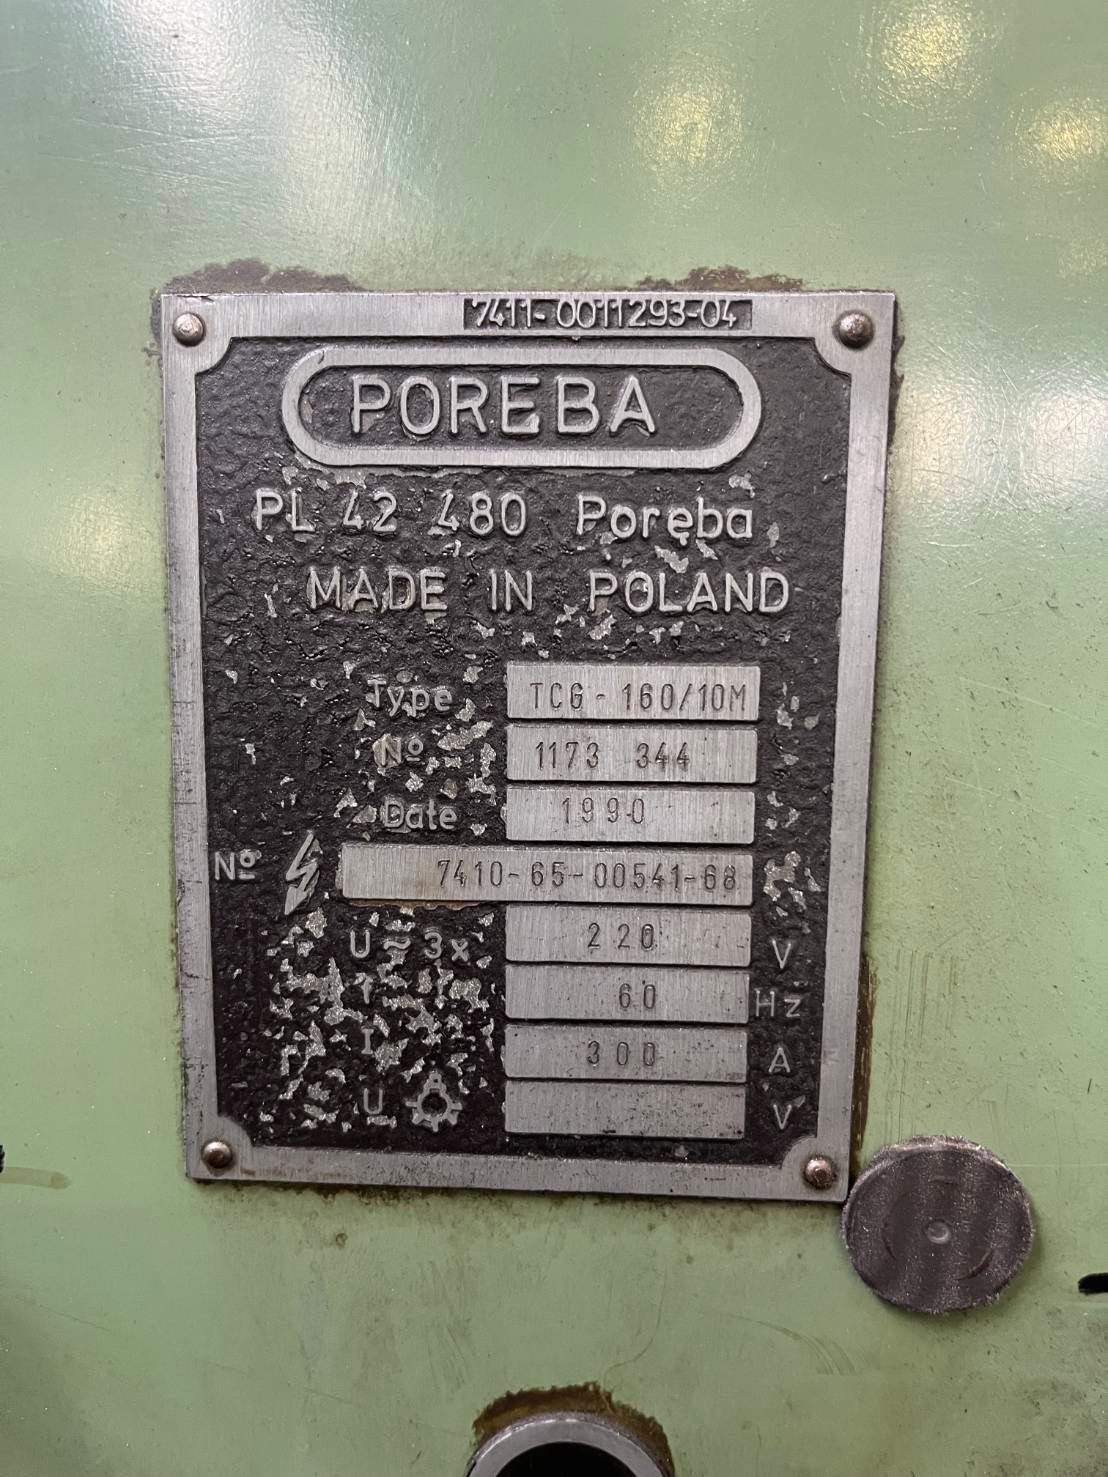 7411-0011293-04
POREBA
PL 42 480 Poręba
MADE IN POLAND
Type TCG - 160/10M
Nº 1173 344
Date 1990
Nº 7410-65-00541-68
U ≂ 3x 220 V
f 60 Hz
I 300 A
U V